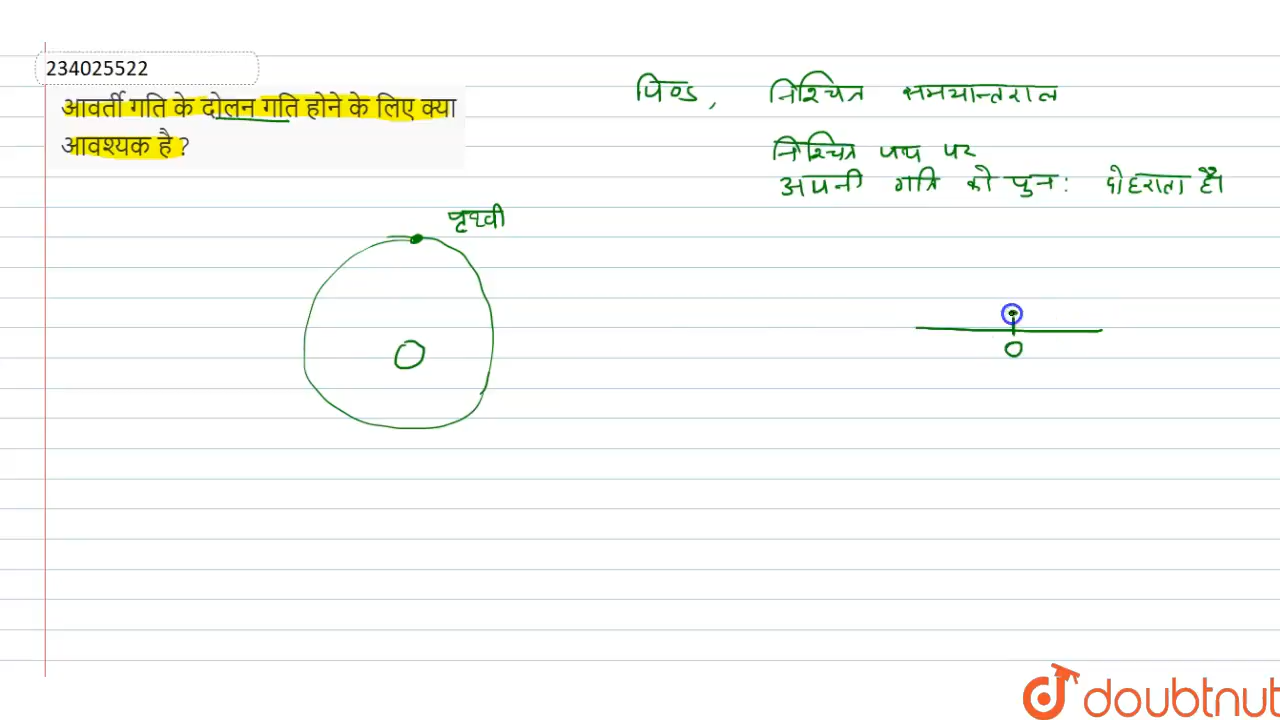 234025522
आवर्ती गति के दोलन गति होने के लिए क्या
आवश्यक है ?
पिण्ड, निश्चित समयान्तराल
निश्चित पथ पर
अपनी गति को पुनः दोहराता है।
पृथ्वी
O
doubtnut